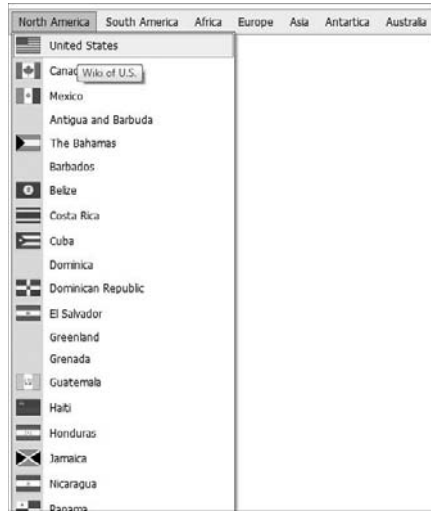 North America South America Africa Europe Asia Antartica Australia
United States
Canad
Wiki of U.S.
Mexico
Antigua and Barbuda
The Bahamas
Barbados
Belize
Costa Rica
Cuba
Dominica
Dominican Republic
El Salvador
Greenland
Grenada
Guatemala
Haiti
Honduras
Jamaica
Nicaragua
Panama